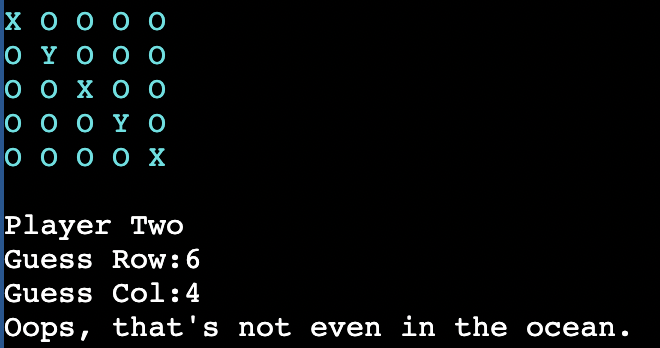 X O O O O
O Y O O O
O O X O O
O O O Y O
O O O O X
Player Two
Guess Row:6
Guess Col:4
Oops, that's not even in the ocean.